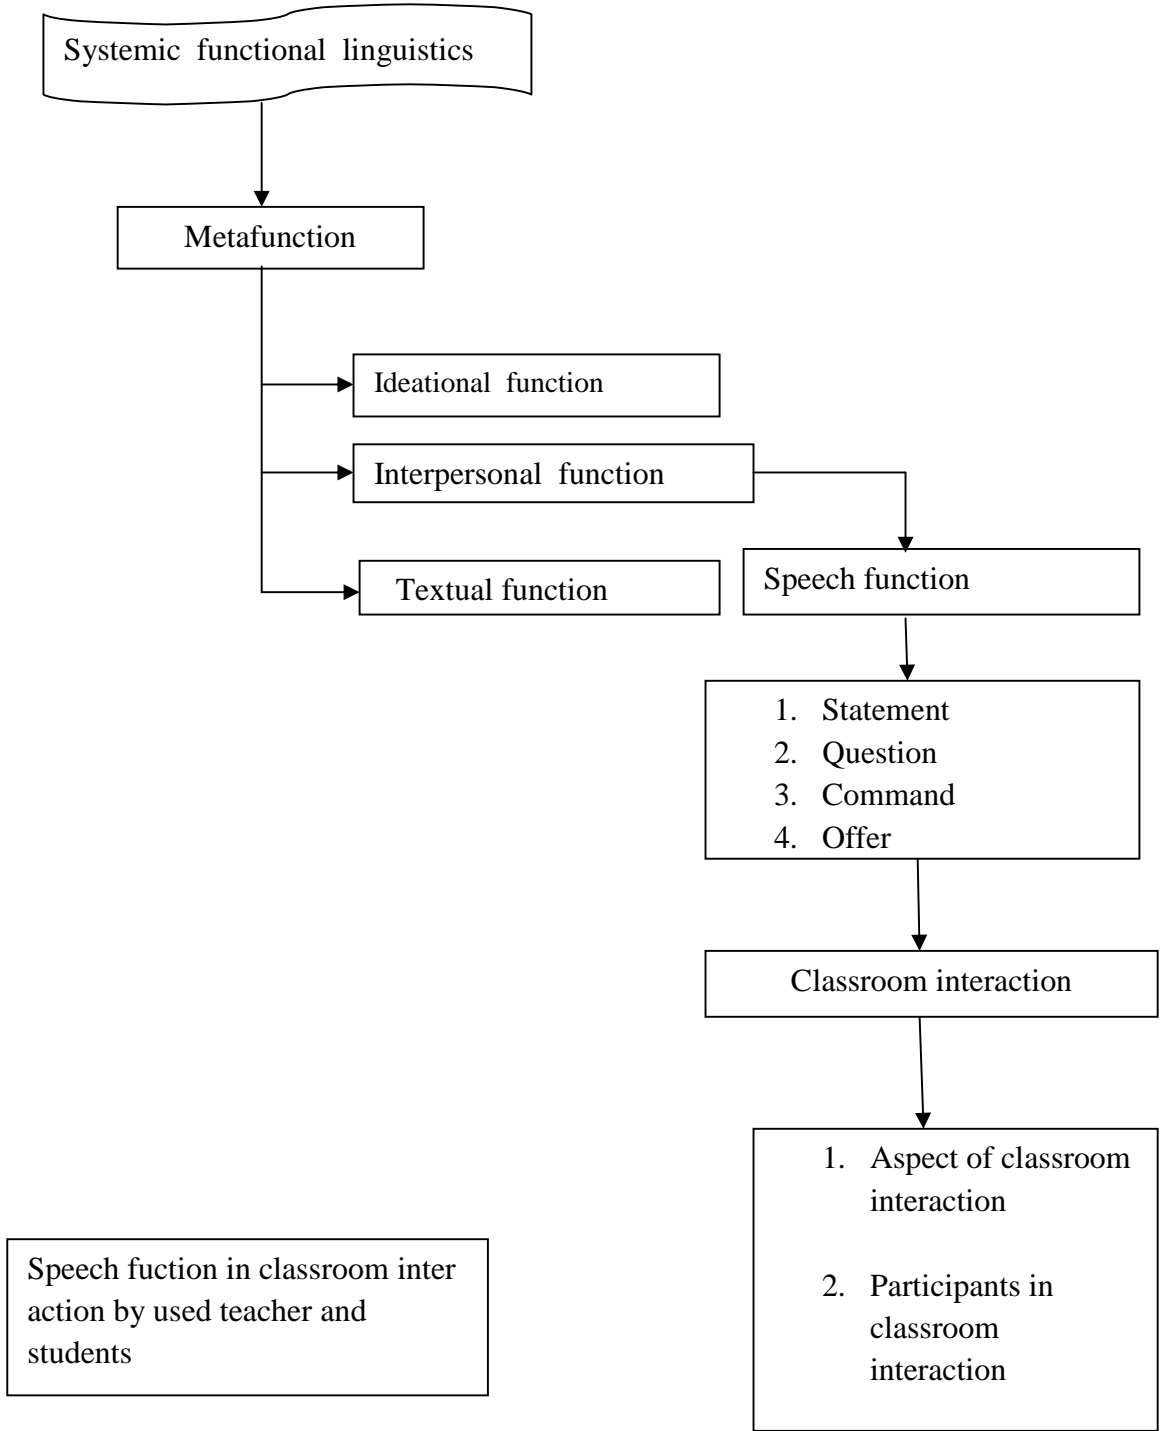 Systemic functional linguistics
Metafunction
Ideational function
Interpersonal function
Textual function
Speech function
1. Statement
2. Question
3. Command
4. Offer
Classroom interaction
1. Aspect of classroom
interaction
2. Participants in
classroom
interaction
Speech fuction in classroom inter
action by used teacher and
students